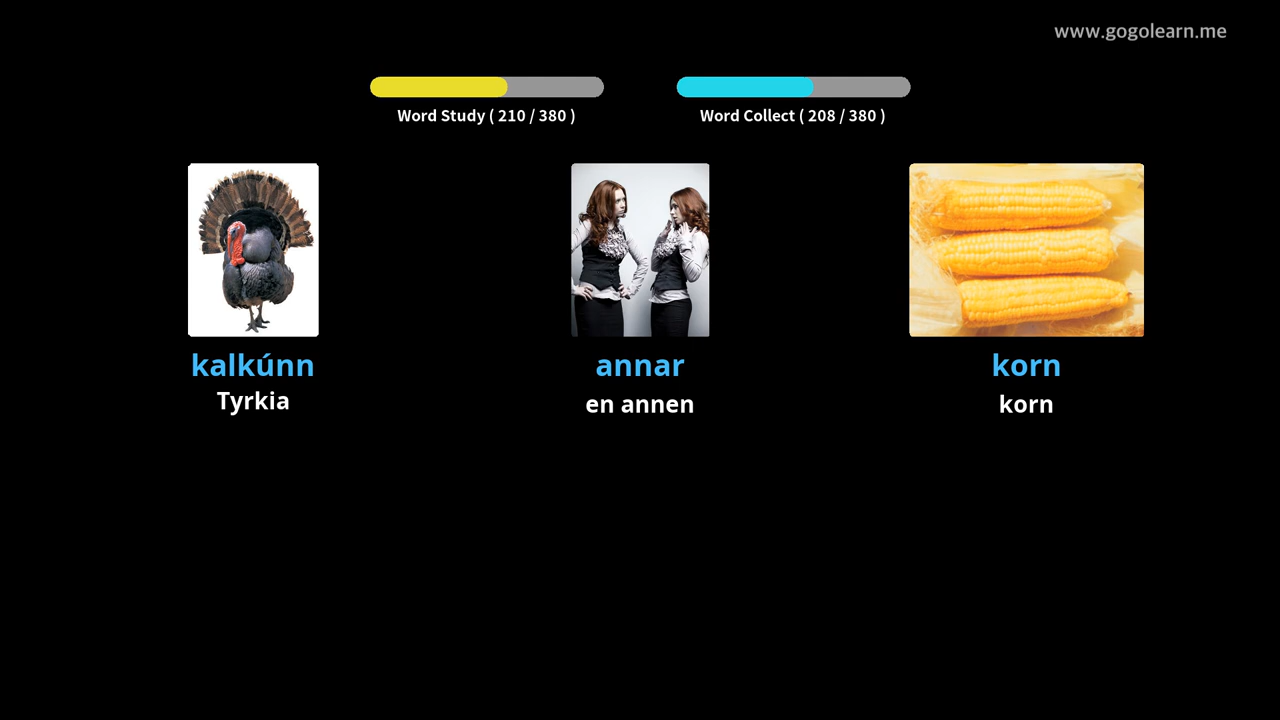 www.gogolearn.me
Word Study ( 210 / 380 )
Word Collect ( 208 / 380 )
kalkúnn
Tyrkia
annar
en annen
korn
korn